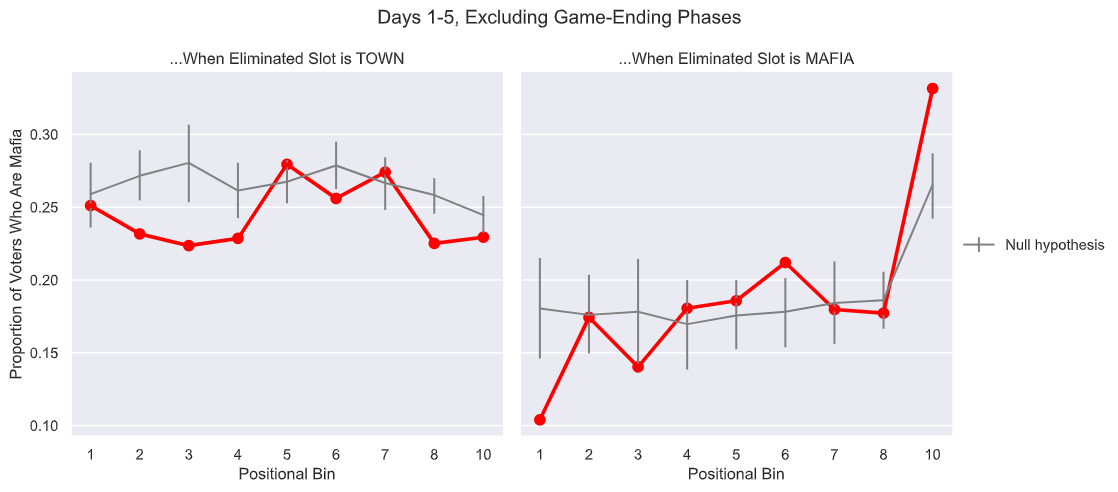 Days 1-5, Excluding Game-Ending Phases
...When Eliminated Slot is TOWN
...When Eliminated Slot is MAFIA
Proportion of Voters Who Are Mafia
0.30
0.25
0.20
0.15
0.10
1 2 3 4 5 6 7 8 10
1 2 3 4 5 6 7 8 10
Positional Bin
Positional Bin
Null hypothesis